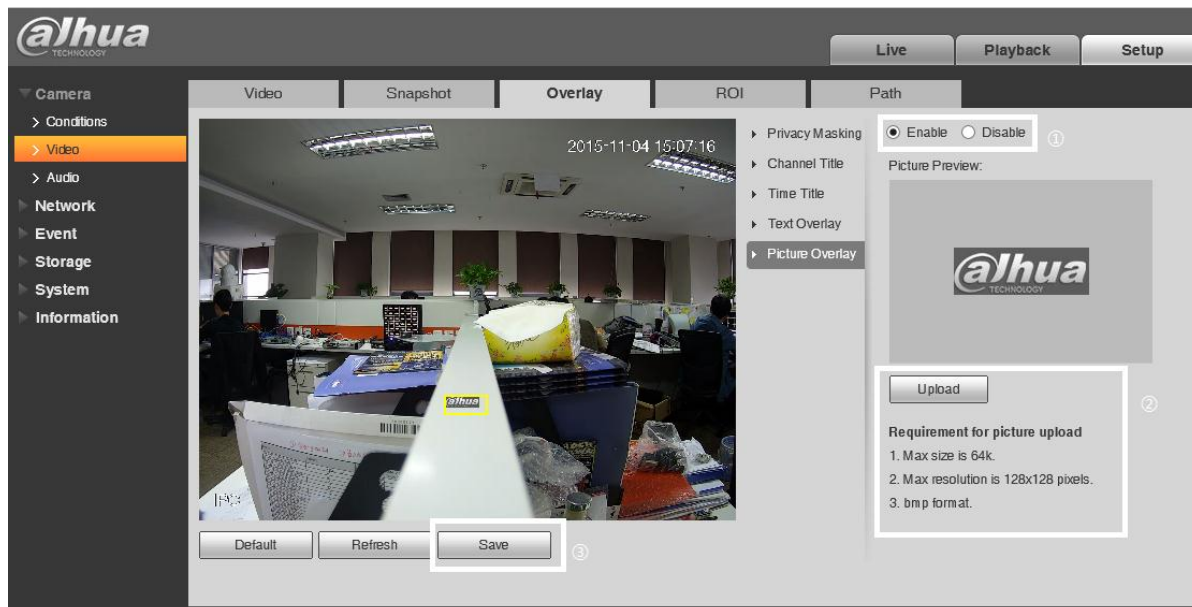 alhua
TECHNOLOGY
Live
Playback
Setup
Camera
Conditions
Video
Audio
Network
Event
Storage
System
Information
Video
Snapshot
Overlay
ROI
Path
2015-11-04 15:07:16
alhua
IPC
Default
Refresh
Save
③
Privacy Masking
Channel Title
Time Title
Text Overlay
Picture Overlay
Enable
Disable
①
Picture Preview:
alhua
TECHNOLOGY
Upload
②
Requirement for picture upload
1. Max size is 64k.
2. Max resolution is 128x128 pixels.
3. bmp format.